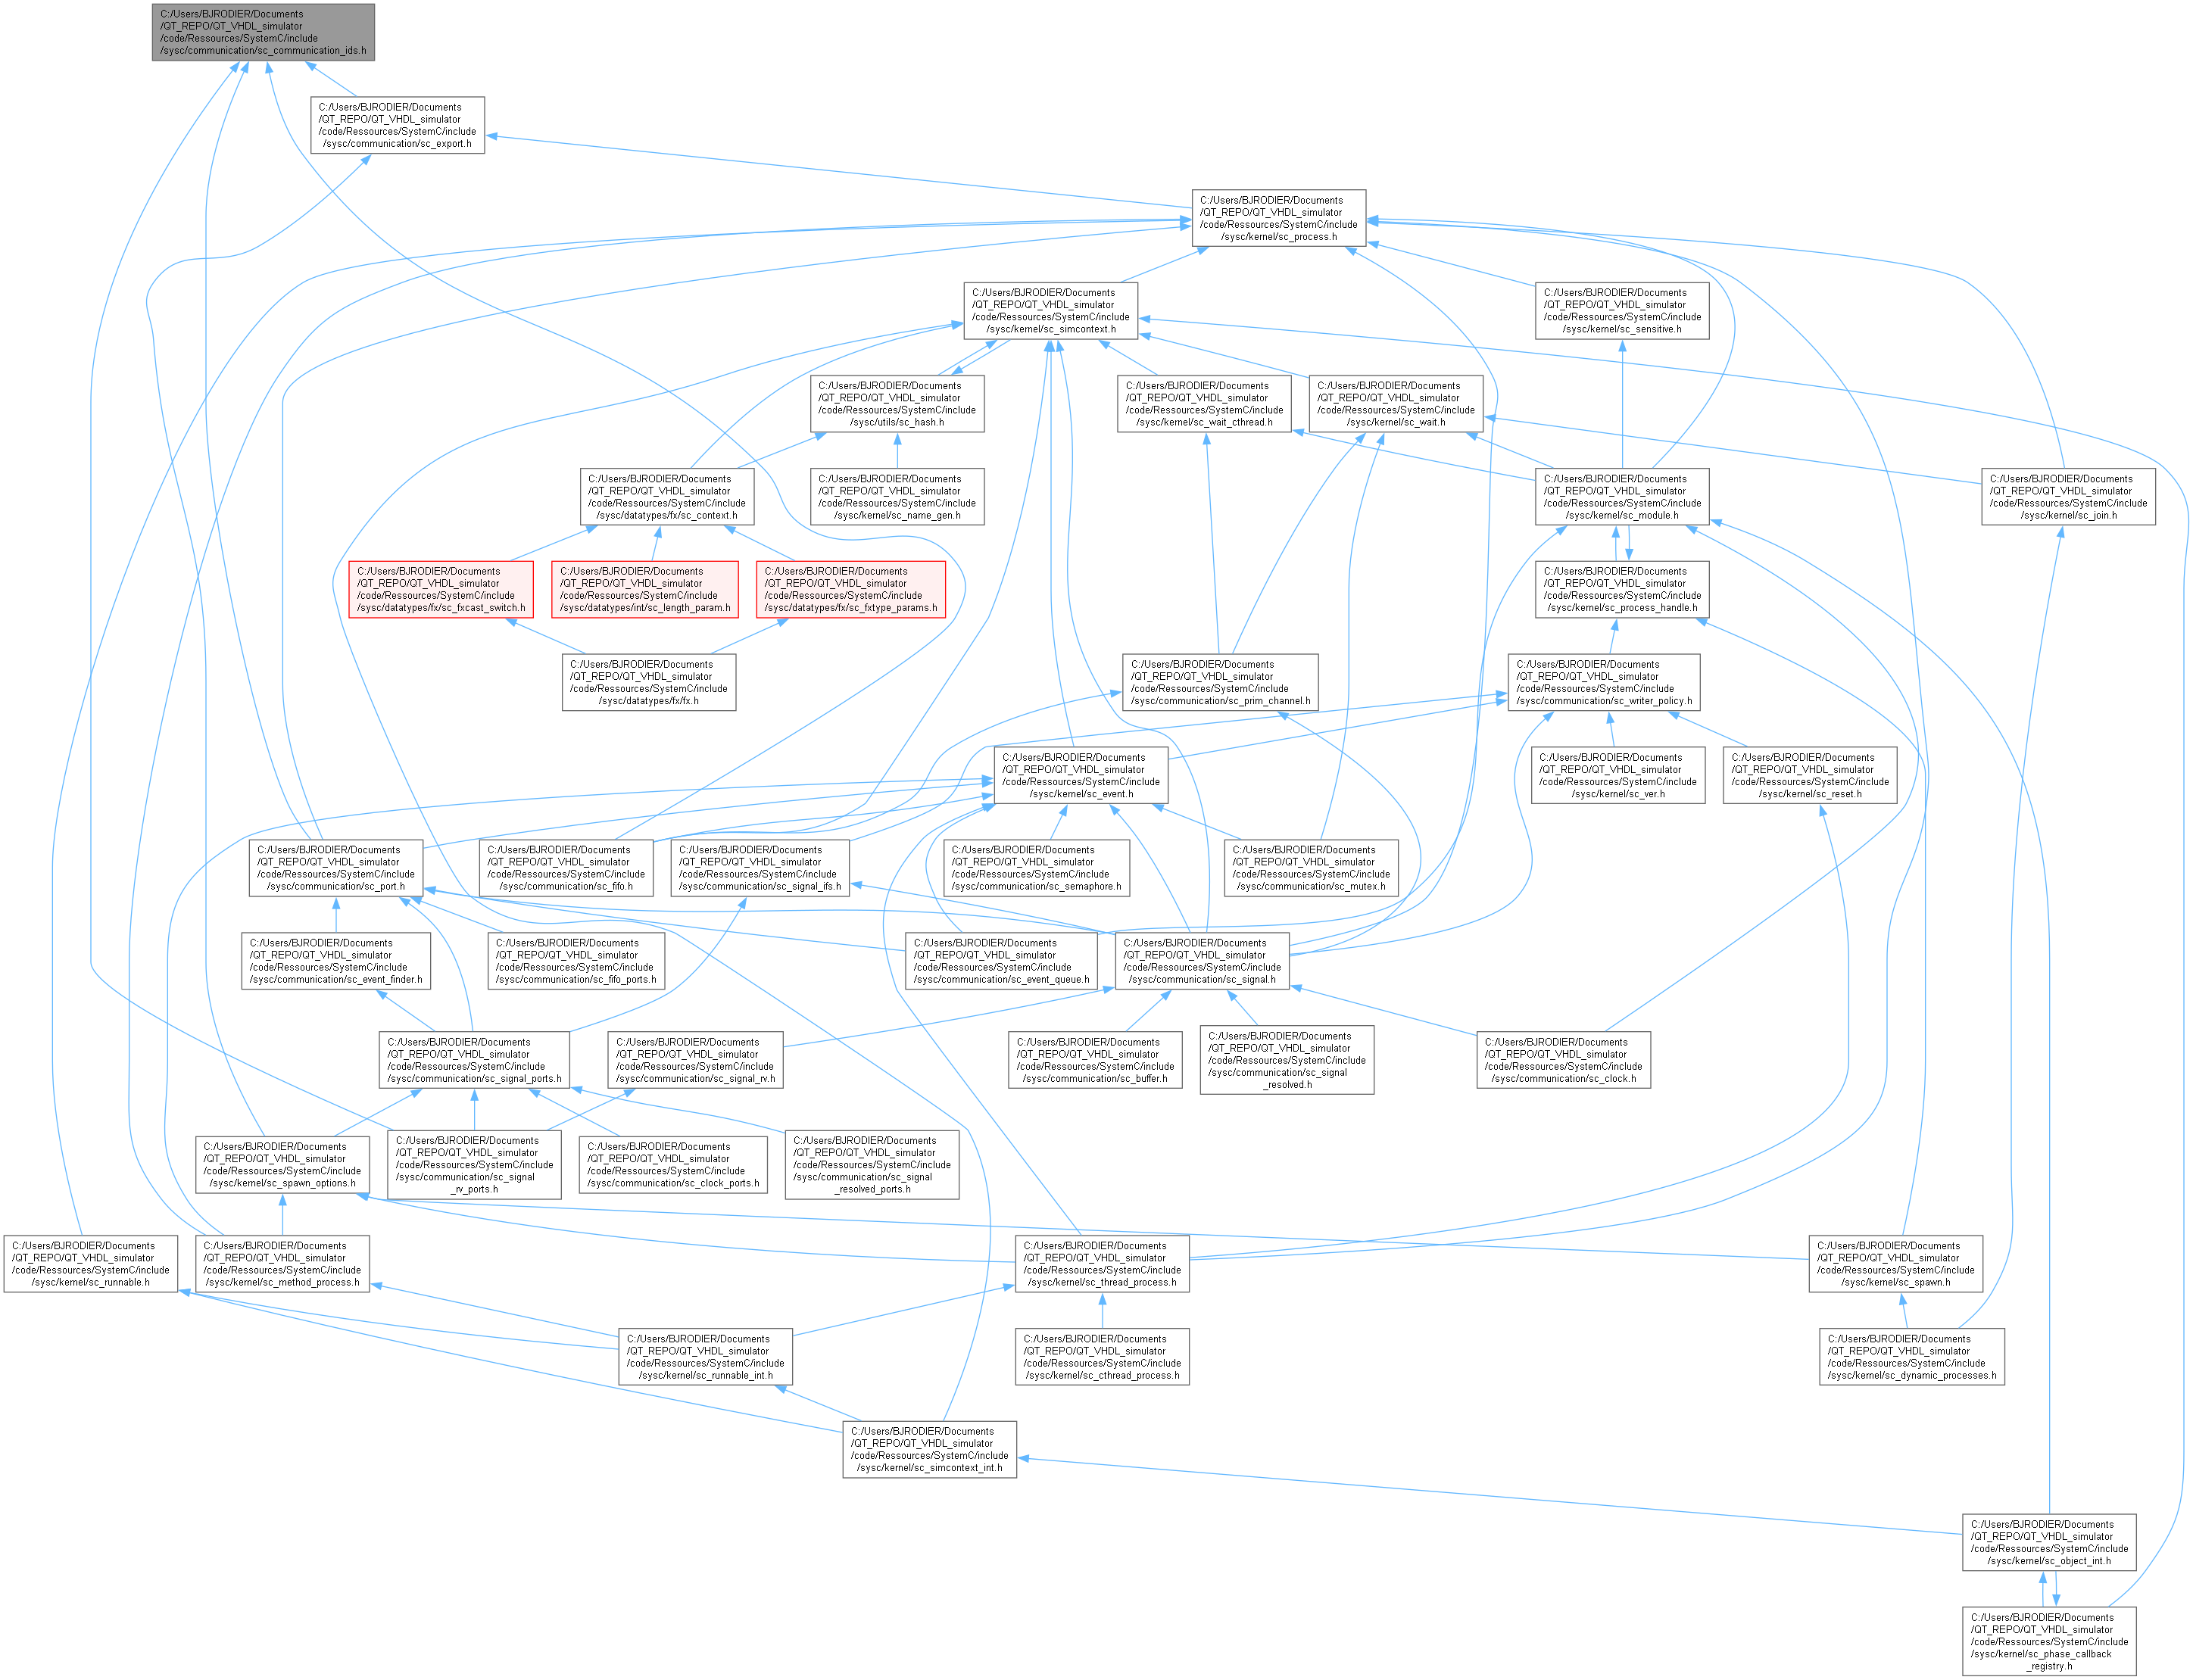 C:/Users/BJRODIER/Documents
/QT_REPO/QT_VHDL_simulator
/code/Ressources/SystemC/include
/sysc/communication/sc_communication_ids.h
C:/Users/BJRODIER/Documents
/QT_REPO/QT_VHDL_simulator
/code/Ressources/SystemC/include
/sysc/communication/sc_export.h
C:/Users/BJRODIER/Documents
/QT_REPO/QT_VHDL_simulator
/code/Ressources/SystemC/include
/sysc/kernel/sc_process.h
C:/Users/BJRODIER/Documents
/QT_REPO/QT_VHDL_simulator
/code/Ressources/SystemC/include
/sysc/kernel/sc_simcontext.h
C:/Users/BJRODIER/Documents
/QT_REPO/QT_VHDL_simulator
/code/Ressources/SystemC/include
/sysc/kernel/sc_sensitive.h
C:/Users/BJRODIER/Documents
/QT_REPO/QT_VHDL_simulator
/code/Ressources/SystemC/include
/sysc/utils/sc_hash.h
C:/Users/BJRODIER/Documents
/QT_REPO/QT_VHDL_simulator
/code/Ressources/SystemC/include
/sysc/kernel/sc_wait_cthread.h
C:/Users/BJRODIER/Documents
/QT_REPO/QT_VHDL_simulator
/code/Ressources/SystemC/include
/sysc/kernel/sc_wait.h
C:/Users/BJRODIER/Documents
/QT_REPO/QT_VHDL_simulator
/code/Ressources/SystemC/include
/sysc/datatypes/fx/sc_context.h
C:/Users/BJRODIER/Documents
/QT_REPO/QT_VHDL_simulator
/code/Ressources/SystemC/include
/sysc/kernel/sc_name_gen.h
C:/Users/BJRODIER/Documents
/QT_REPO/QT_VHDL_simulator
/code/Ressources/SystemC/include
/sysc/kernel/sc_module.h
C:/Users/BJRODIER/Documents
/QT_REPO/QT_VHDL_simulator
/code/Ressources/SystemC/include
/sysc/kernel/sc_join.h
C:/Users/BJRODIER/Documents
/QT_REPO/QT_VHDL_simulator
/code/Ressources/SystemC/include
/sysc/datatypes/fx/sc_fxcast_switch.h
C:/Users/BJRODIER/Documents
/QT_REPO/QT_VHDL_simulator
/code/Ressources/SystemC/include
/sysc/datatypes/int/sc_length_param.h
C:/Users/BJRODIER/Documents
/QT_REPO/QT_VHDL_simulator
/code/Ressources/SystemC/include
/sysc/datatypes/fx/sc_fxtype_params.h
C:/Users/BJRODIER/Documents
/QT_REPO/QT_VHDL_simulator
/code/Ressources/SystemC/include
/sysc/kernel/sc_process_handle.h
C:/Users/BJRODIER/Documents
/QT_REPO/QT_VHDL_simulator
/code/Ressources/SystemC/include
/sysc/datatypes/fx/fx.h
C:/Users/BJRODIER/Documents
/QT_REPO/QT_VHDL_simulator
/code/Ressources/SystemC/include
/sysc/communication/sc_prim_channel.h
C:/Users/BJRODIER/Documents
/QT_REPO/QT_VHDL_simulator
/code/Ressources/SystemC/include
/sysc/communication/sc_writer_policy.h
C:/Users/BJRODIER/Documents
/QT_REPO/QT_VHDL_simulator
/code/Ressources/SystemC/include
/sysc/kernel/sc_event.h
C:/Users/BJRODIER/Documents
/QT_REPO/QT_VHDL_simulator
/code/Ressources/SystemC/include
/sysc/kernel/sc_ver.h
C:/Users/BJRODIER/Documents
/QT_REPO/QT_VHDL_simulator
/code/Ressources/SystemC/include
/sysc/kernel/sc_reset.h
C:/Users/BJRODIER/Documents
/QT_REPO/QT_VHDL_simulator
/code/Ressources/SystemC/include
/sysc/communication/sc_port.h
C:/Users/BJRODIER/Documents
/QT_REPO/QT_VHDL_simulator
/code/Ressources/SystemC/include
/sysc/communication/sc_fifo.h
C:/Users/BJRODIER/Documents
/QT_REPO/QT_VHDL_simulator
/code/Ressources/SystemC/include
/sysc/communication/sc_signal_ifs.h
C:/Users/BJRODIER/Documents
/QT_REPO/QT_VHDL_simulator
/code/Ressources/SystemC/include
/sysc/communication/sc_semaphore.h
C:/Users/BJRODIER/Documents
/QT_REPO/QT_VHDL_simulator
/code/Ressources/SystemC/include
/sysc/communication/sc_mutex.h
C:/Users/BJRODIER/Documents
/QT_REPO/QT_VHDL_simulator
/code/Ressources/SystemC/include
/sysc/communication/sc_event_finder.h
C:/Users/BJRODIER/Documents
/QT_REPO/QT_VHDL_simulator
/code/Ressources/SystemC/include
/sysc/communication/sc_fifo_ports.h
C:/Users/BJRODIER/Documents
/QT_REPO/QT_VHDL_simulator
/code/Ressources/SystemC/include
/sysc/communication/sc_event_queue.h
C:/Users/BJRODIER/Documents
/QT_REPO/QT_VHDL_simulator
/code/Ressources/SystemC/include
/sysc/communication/sc_signal.h
C:/Users/BJRODIER/Documents
/QT_REPO/QT_VHDL_simulator
/code/Ressources/SystemC/include
/sysc/communication/sc_signal_ports.h
C:/Users/BJRODIER/Documents
/QT_REPO/QT_VHDL_simulator
/code/Ressources/SystemC/include
/sysc/communication/sc_signal_rv.h
C:/Users/BJRODIER/Documents
/QT_REPO/QT_VHDL_simulator
/code/Ressources/SystemC/include
/sysc/communication/sc_buffer.h
C:/Users/BJRODIER/Documents
/QT_REPO/QT_VHDL_simulator
/code/Ressources/SystemC/include
/sysc/communication/sc_signal
_resolved.h
C:/Users/BJRODIER/Documents
/QT_REPO/QT_VHDL_simulator
/code/Ressources/SystemC/include
/sysc/communication/sc_clock.h
C:/Users/BJRODIER/Documents
/QT_REPO/QT_VHDL_simulator
/code/Ressources/SystemC/include
/sysc/kernel/sc_spawn_options.h
C:/Users/BJRODIER/Documents
/QT_REPO/QT_VHDL_simulator
/code/Ressources/SystemC/include
/sysc/communication/sc_signal
_rv_ports.h
C:/Users/BJRODIER/Documents
/QT_REPO/QT_VHDL_simulator
/code/Ressources/SystemC/include
/sysc/communication/sc_clock_ports.h
C:/Users/BJRODIER/Documents
/QT_REPO/QT_VHDL_simulator
/code/Ressources/SystemC/include
/sysc/communication/sc_signal
_resolved_ports.h
C:/Users/BJRODIER/Documents
/QT_REPO/QT_VHDL_simulator
/code/Ressources/SystemC/include
/sysc/kernel/sc_runnable.h
C:/Users/BJRODIER/Documents
/QT_REPO/QT_VHDL_simulator
/code/Ressources/SystemC/include
/sysc/kernel/sc_method_process.h
C:/Users/BJRODIER/Documents
/QT_REPO/QT_VHDL_simulator
/code/Ressources/SystemC/include
/sysc/kernel/sc_thread_process.h
C:/Users/BJRODIER/Documents
/QT_REPO/QT_VHDL_simulator
/code/Ressources/SystemC/include
/sysc/kernel/sc_spawn.h
C:/Users/BJRODIER/Documents
/QT_REPO/QT_VHDL_simulator
/code/Ressources/SystemC/include
/sysc/kernel/sc_runnable_int.h
C:/Users/BJRODIER/Documents
/QT_REPO/QT_VHDL_simulator
/code/Ressources/SystemC/include
/sysc/kernel/sc_cthread_process.h
C:/Users/BJRODIER/Documents
/QT_REPO/QT_VHDL_simulator
/code/Ressources/SystemC/include
/sysc/kernel/sc_dynamic_processes.h
C:/Users/BJRODIER/Documents
/QT_REPO/QT_VHDL_simulator
/code/Ressources/SystemC/include
/sysc/kernel/sc_simcontext_int.h
C:/Users/BJRODIER/Documents
/QT_REPO/QT_VHDL_simulator
/code/Ressources/SystemC/include
/sysc/kernel/sc_object_int.h
C:/Users/BJRODIER/Documents
/QT_REPO/QT_VHDL_simulator
/code/Ressources/SystemC/include
/sysc/kernel/sc_phase_callback
_registry.h